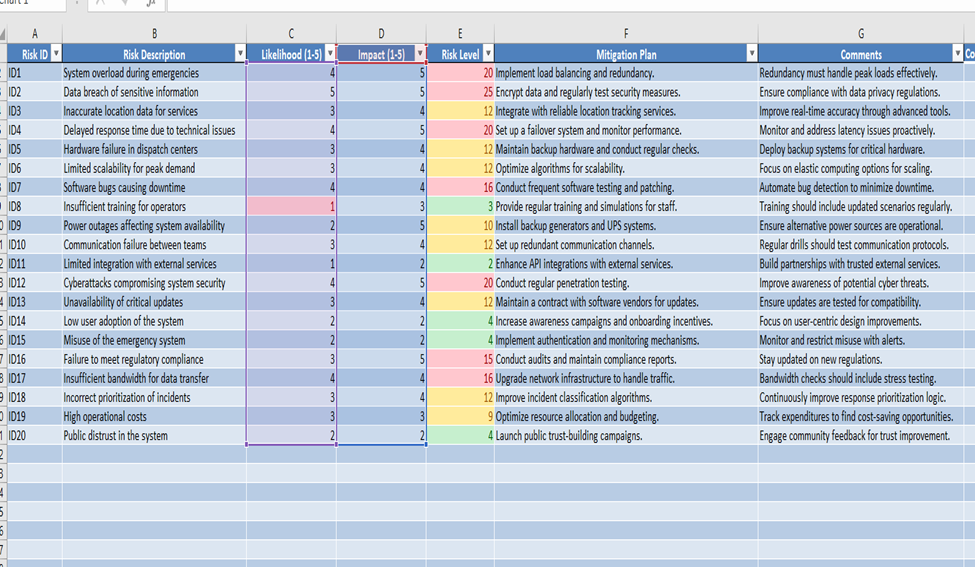 A B C D E F G
Risk ID Risk Description Likelihood (1-5) Impact (1-5) Risk Level Mitigation Plan Comments Co
ID1 System overload during emergencies 4 5 20 Implement load balancing and redundancy. Redundancy must handle peak loads effectively.
ID2 Data breach of sensitive information 5 5 25 Encrypt data and regularly test security measures. Ensure compliance with data privacy regulations.
ID3 Inaccurate location data for services 3 4 12 Integrate with reliable location tracking services. Improve real-time accuracy through advanced tools.
ID4 Delayed response time due to technical issues 4 5 20 Set up a failover system and monitor performance. Monitor and address latency issues proactively.
ID5 Hardware failure in dispatch centers 3 4 12 Maintain backup hardware and conduct regular checks. Deploy backup systems for critical hardware.
ID6 Limited scalability for peak demand 3 4 12 Optimize algorithms for scalability. Focus on elastic computing options for scaling.
ID7 Software bugs causing downtime 4 4 16 Conduct frequent software testing and patching. Automate bug detection to minimize downtime.
ID8 Insufficient training for operators 1 3 3 Provide regular training and simulations for staff. Training should include updated scenarios regularly.
ID9 Power outages affecting system availability 2 5 10 Install backup generators and UPS systems. Ensure alternative power sources are operational.
ID10 Communication failure between teams 3 4 12 Set up redundant communication channels. Regular drills should test communication protocols.
ID11 Limited integration with external services 1 2 2 Enhance API integrations with external services. Build partnerships with trusted external services.
ID12 Cyberattacks compromising system security 4 5 20 Conduct regular penetration testing. Improve awareness of potential cyber threats.
ID13 Unavailability of critical updates 3 4 12 Maintain a contract with software vendors for updates. Ensure updates are tested for compatibility.
ID14 Low user adoption of the system 2 2 4 Increase awareness campaigns and onboarding incentives. Focus on user-centric design improvements.
ID15 Misuse of the emergency system 2 2 4 Implement authentication and monitoring mechanisms. Monitor and restrict misuse with alerts.
ID16 Failure to meet regulatory compliance 3 5 15 Conduct audits and maintain compliance reports. Stay updated on new regulations.
ID17 Insufficient bandwidth for data transfer 4 4 16 Upgrade network infrastructure to handle traffic. Bandwidth checks should include stress testing.
ID18 Incorrect prioritization of incidents 3 4 12 Improve incident classification algorithms. Continuously improve response prioritization logic.
ID19 High operational costs 3 3 9 Optimize resource allocation and budgeting. Track expenditures to find cost-saving opportunities.
ID20 Public distrust in the system 2 2 4 Launch public trust-building campaigns. Engage community feedback for trust improvement.